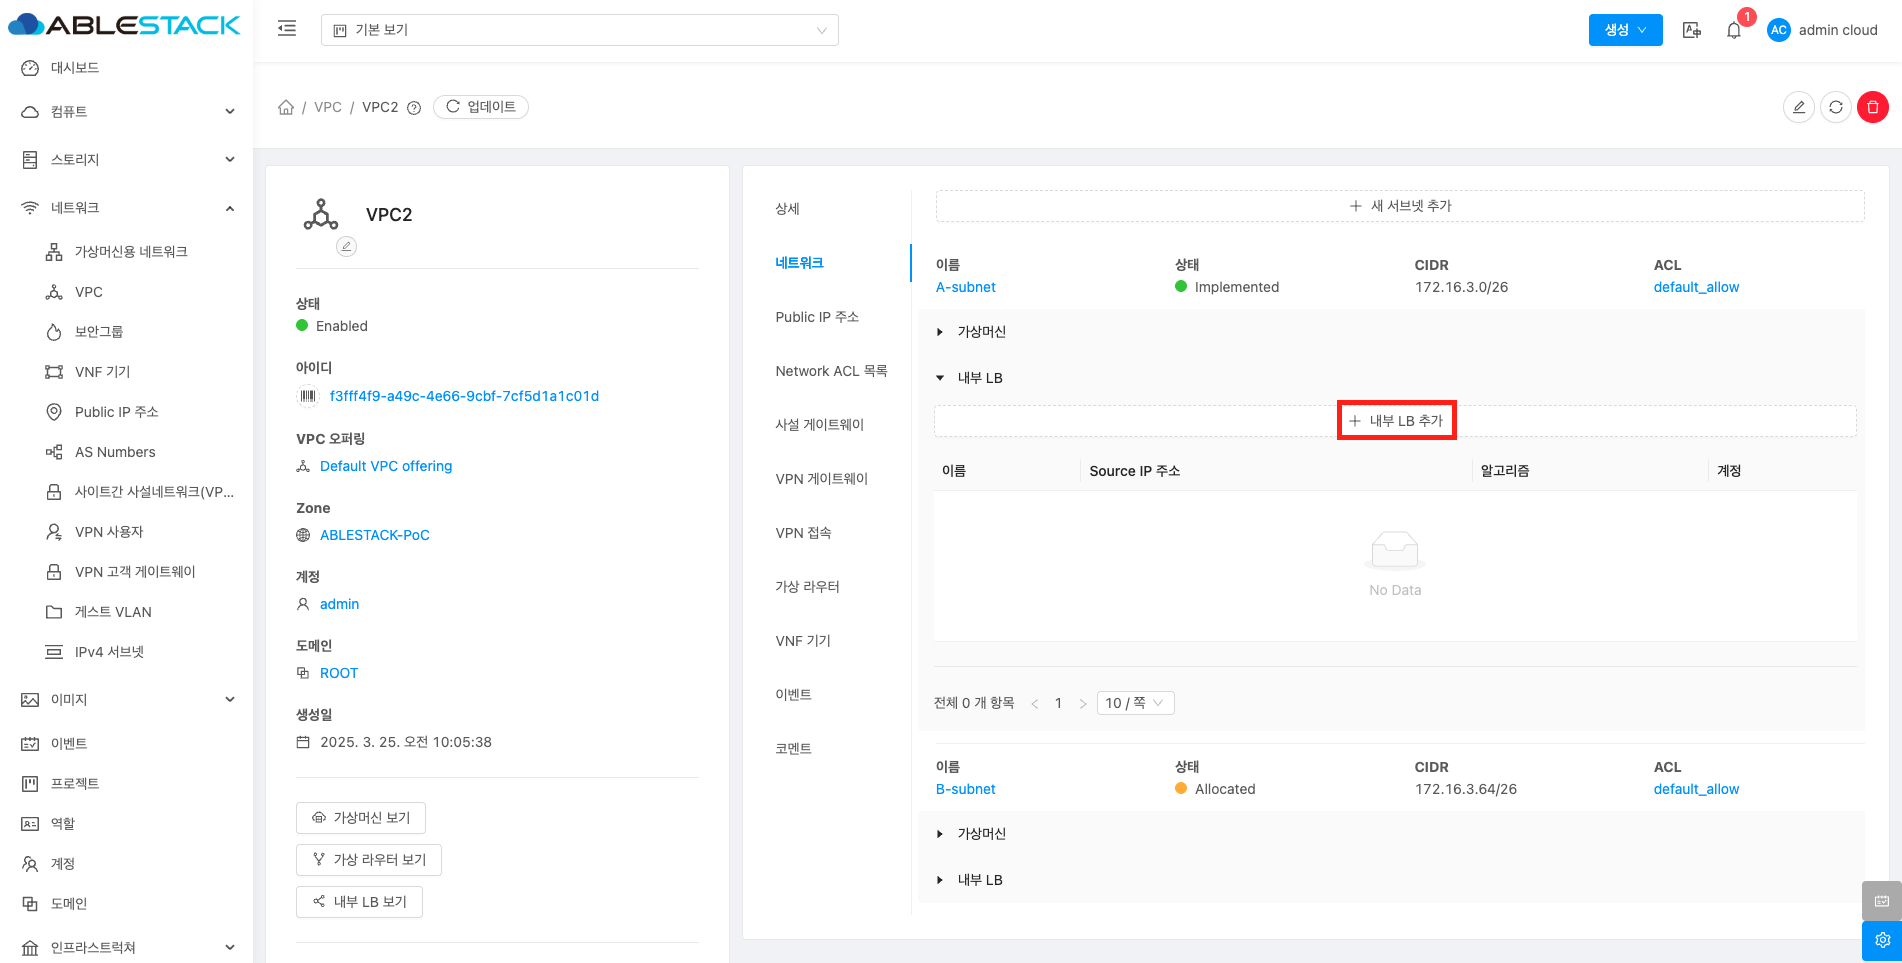 ABLESTACK
기본 보기
생성
1
AC
admin cloud
대시보드
컴퓨트
스토리지
네트워크
가상머신용 네트워크
VPC
보안그룹
VNF 기기
Public IP 주소
AS Numbers
사이트간 사설네트워크(VP...
VPN 사용자
VPN 고객 게이트웨이
게스트 VLAN
IPv4 서브넷
이미지
이벤트
프로젝트
역할
계정
도메인
인프라스트럭쳐
/ VPC / VPC2
업데이트
VPC2
상태
Enabled
아이디
f3fff4f9-a49c-4e66-9cbf-7cf5d1a1c01d
VPC 오퍼링
Default VPC offering
Zone
ABLESTACK-PoC
계정
admin
도메인
ROOT
생성일
2025. 3. 25. 오전 10:05:38
가상머신 보기
가상 라우터 보기
내부 LB 보기
상세
네트워크
Public IP 주소
Network ACL 목록
사설 게이트웨이
VPN 게이트웨이
VPN 접속
가상 라우터
VNF 기기
이벤트
코멘트
새 서브넷 추가
이름 상태 CIDR ACL
A-subnet Implemented 172.16.3.0/26 default_allow
가상머신
내부 LB
내부 LB 추가
이름 Source IP 주소 알고리즘 계정
No Data
전체 0 개 항목 < 1 > 10 / 쪽
이름 상태 CIDR ACL
B-subnet Allocated 172.16.3.64/26 default_allow
가상머신
내부 LB